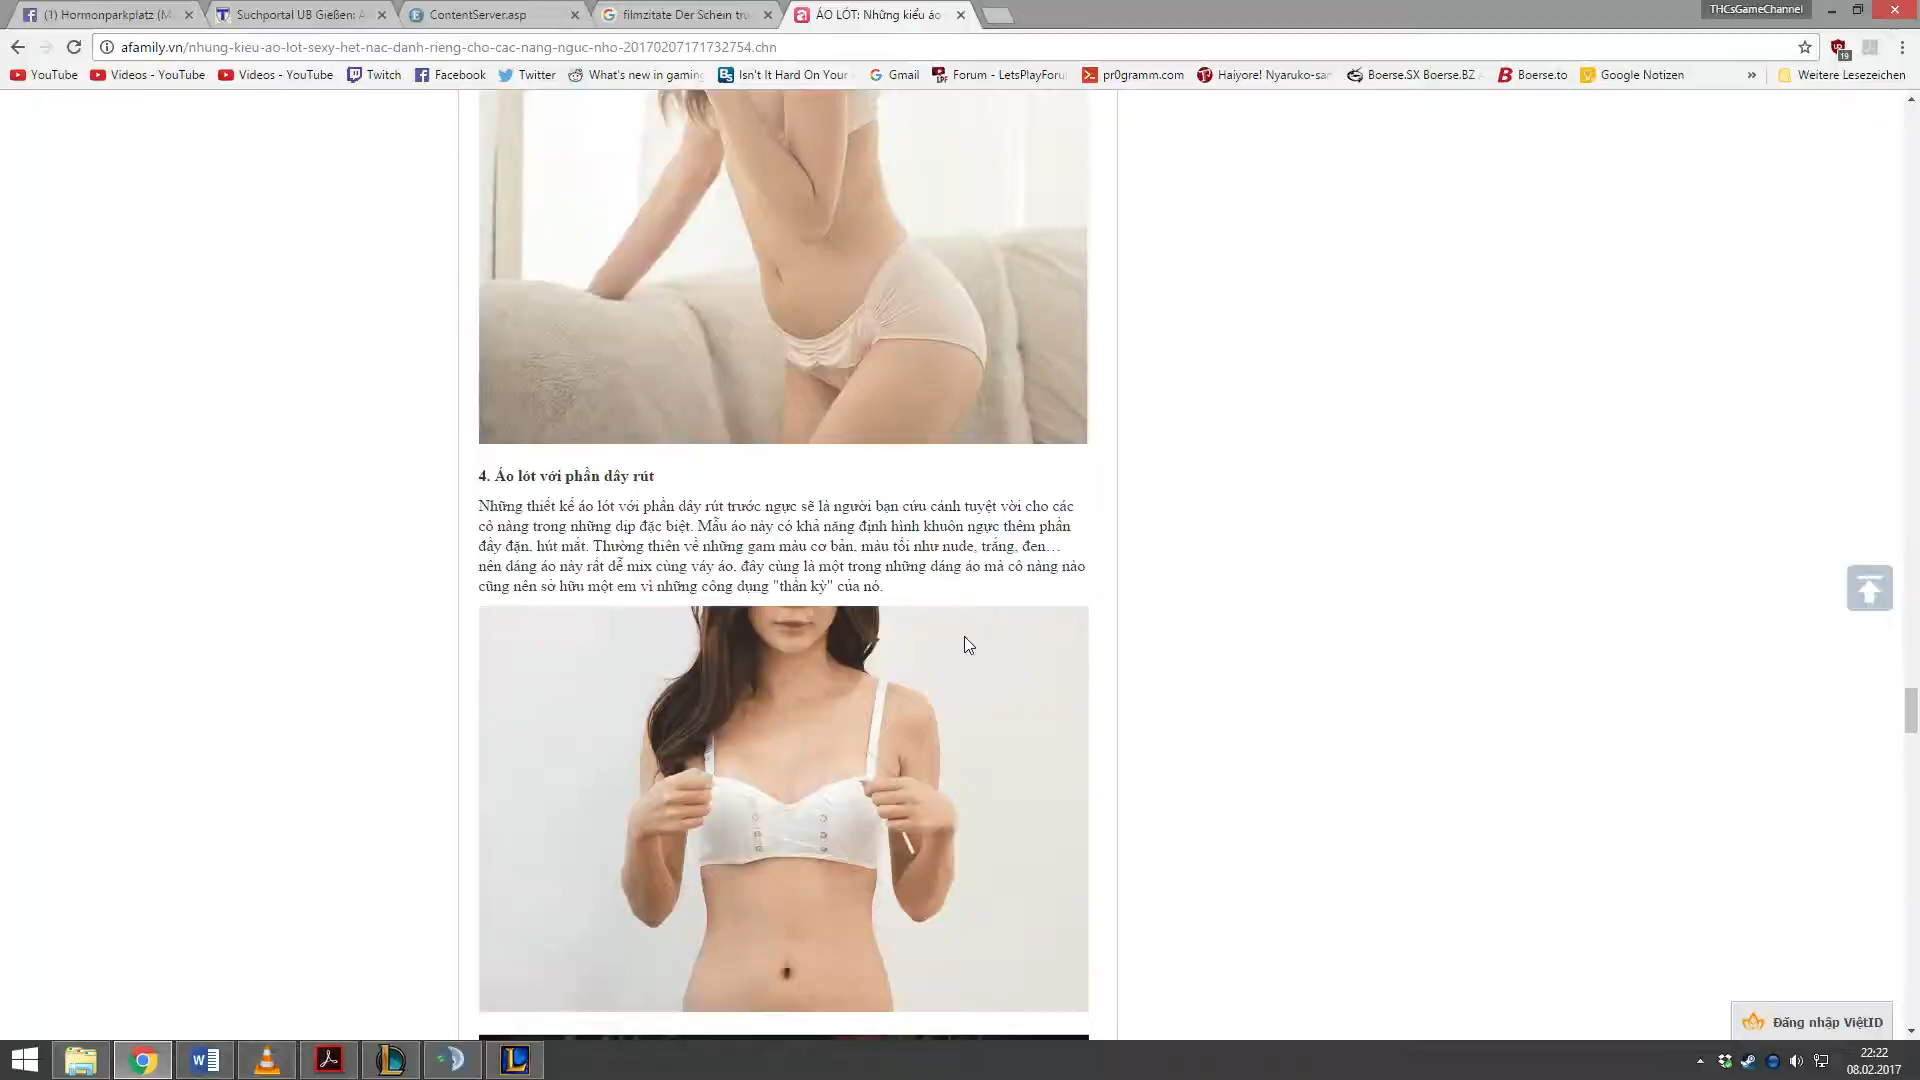 (1) Hormonparkplatz (M
Suchportal UB Gießen: A
ContentServer.asp
filmzitate Der Schein tru
ÁO LÓT: Những kiểu áo
THCsGameChannel
afamily.vn/nhung-kieu-ao-lot-sexy-het-nac-danh-rieng-cho-cac-nang-nguc-nho-20170207171732754.chn
19
YouTube
Videos - YouTube
Videos - YouTube
Twitch
Facebook
Twitter
What's new in gaming
Isn't It Hard On Your
Gmail
Forum - LetsPlayForu
pr0gramm.com
Haiyore! Nyaruko-san
Boerse.SX Boerse.BZ
Boerse.to
Google Notizen
»
Weitere Lesezeichen
4. Áo lót với phần dây rút
Những thiết kế áo lót với phần dây rút trước ngực sẽ là người bạn cứu cánh tuyệt vời cho các
cô nàng trong những dịp đặc biệt. Mẫu áo này có khả năng định hình khuôn ngực thêm phần
đầy đặn, hút mắt. Thường thiên về những gam màu cơ bản, màu tối như nude, trắng, đen…
nên dáng áo này rất dễ mix cùng váy áo, đây cũng là một trong những dáng áo mà cô nàng nào
cũng nên sở hữu một em vì những công dụng "thần kỳ" của nó.
Đăng nhập ViệtID
22:22
08.02.2017